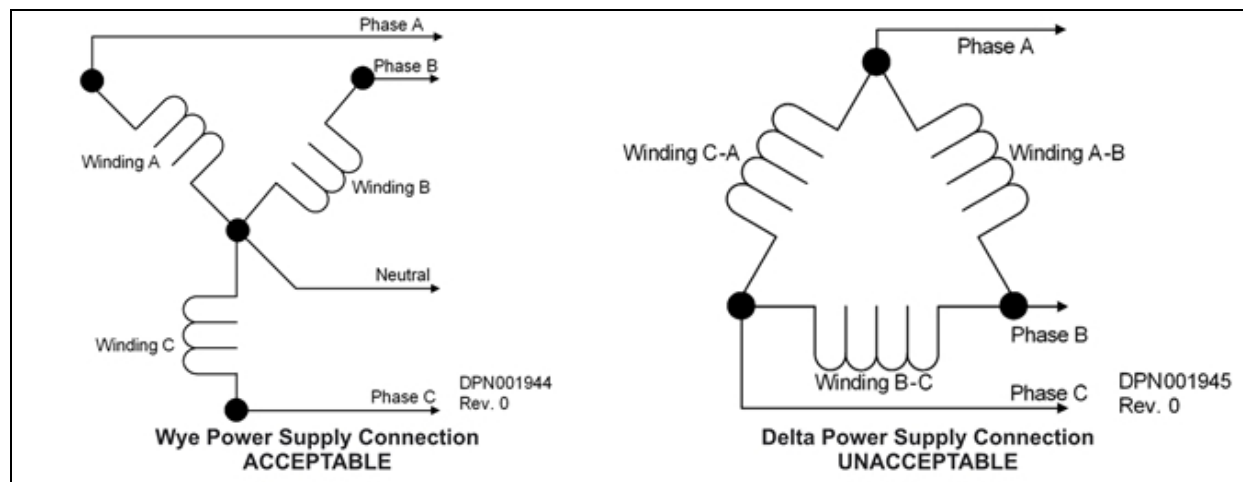 Phase A
Phase B
Winding A
Winding B
Neutral
Winding C
Phase C
DPN001944
Rev. 0
Wye Power Supply Connection
ACCEPTABLE
Phase A
Winding C-A
Winding A-B
Phase B
Winding B-C
Phase C
DPN001945
Rev. 0
Delta Power Supply Connection
UNACCEPTABLE